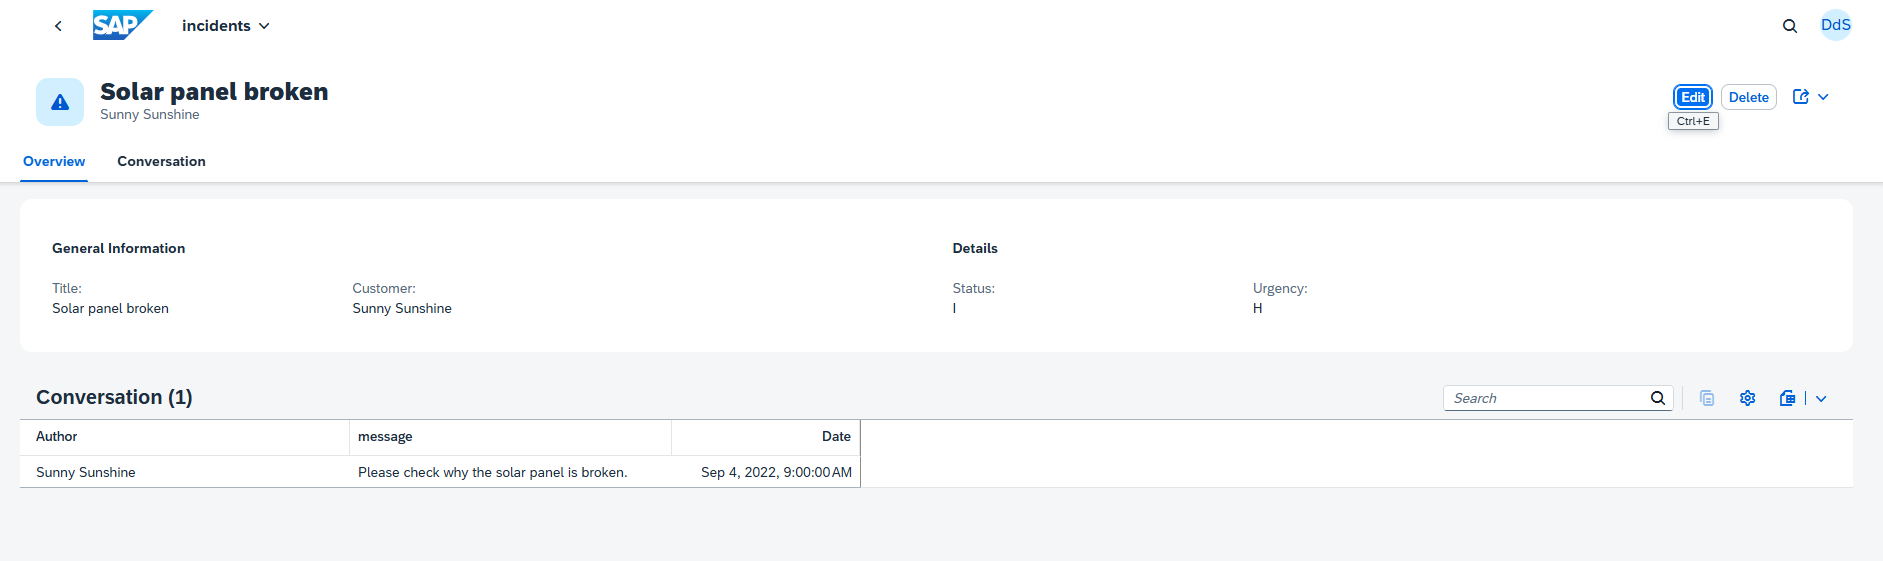 SAP incidents DdS
Solar panel broken
Sunny Sunshine
Edit Delete
Ctrl+E
Overview Conversation
General Information Details
Title: Customer: Status: Urgency:
Solar panel broken Sunny Sunshine I H
Conversation (1) Search
Author message Date
Sunny Sunshine Please check why the solar panel is broken. Sep 4, 2022, 9:00:00 AM